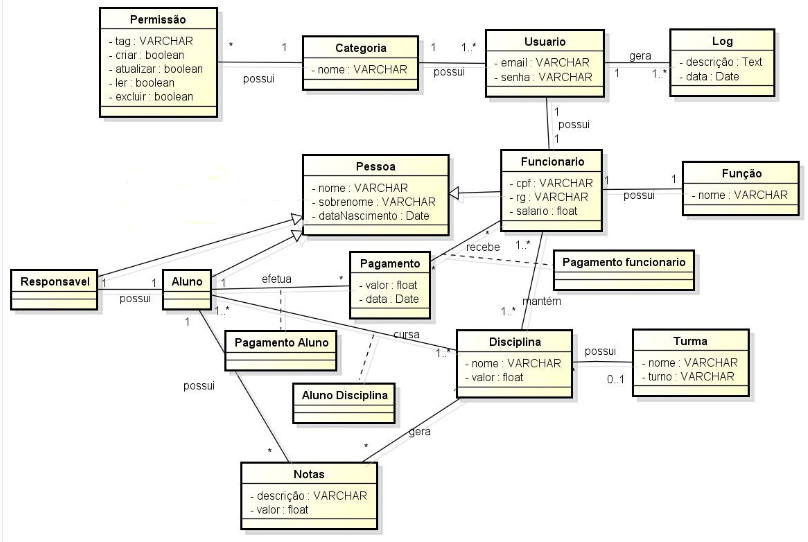 Permissão
- tag : VARCHAR
- criar : boolean
- atualizar : boolean
- ler : boolean
- excluir : boolean
* 1
possui
Categoria
- nome : VARCHAR
1 1..*
possui
Usuario
- email : VARCHAR
- senha : VARCHAR
gera
1 1..*
Log
- descrição : Text
- data : Date
1
possui
1
Pessoa
- nome : VARCHAR
- sobrenome : VARCHAR
- dataNascimento : Date
Funcionario
- cpf : VARCHAR
- rg : VARCHAR
- salario : float
1 1
possui
Função
- nome : VARCHAR
* 
recebe
*
1..*
mantém
1..*
Pagamento funcionario
Responsavel
1 1
possui
Aluno
1 efetua *
Pagamento
- valor : float
- data : Date
Pagamento Aluno
1..*
cursa
1..*
Aluno Disciplina
Disciplina
- nome : VARCHAR
- valor : float
possui
* 0..1
Turma
- nome : VARCHAR
- turno : VARCHAR
1
possui
*
gera
*
Notas
- descrição : VARCHAR
- valor : float